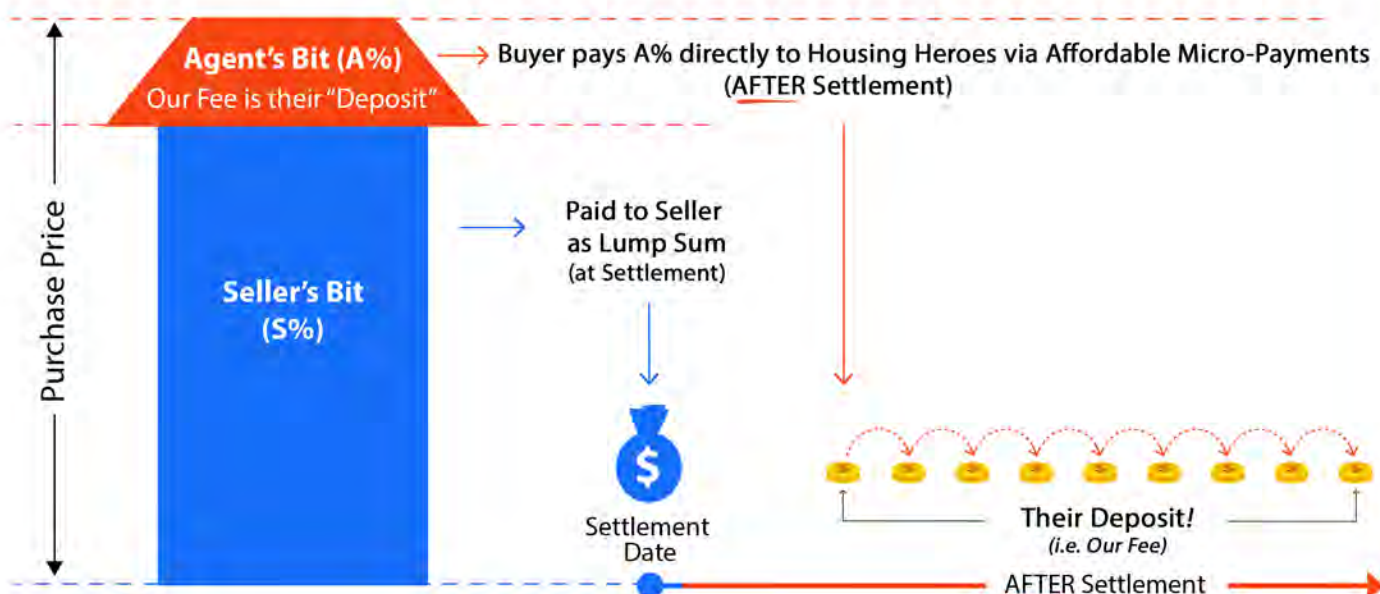 Purchase Price
Agent's Bit (A%)
Our Fee is their "Deposit"
Buyer pays A% directly to Housing Heroes via Affordable Micro-Payments
(AFTER Settlement)
Seller's Bit
(S%)
Paid to Seller
as Lump Sum
(at Settlement)
$
Settlement
Date
Their Deposit!
(i.e. Our Fee)
AFTER Settlement